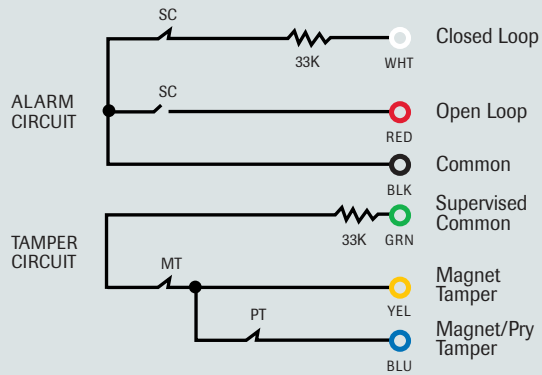 SC
33K
WHT
Closed Loop
ALARM
CIRCUIT
SC
RED
Open Loop
BLK
Common
TAMPER
CIRCUIT
33K
GRN
Supervised
Common
MT
YEL
Magnet
Tamper
PT
BLU
Magnet/Pry
Tamper